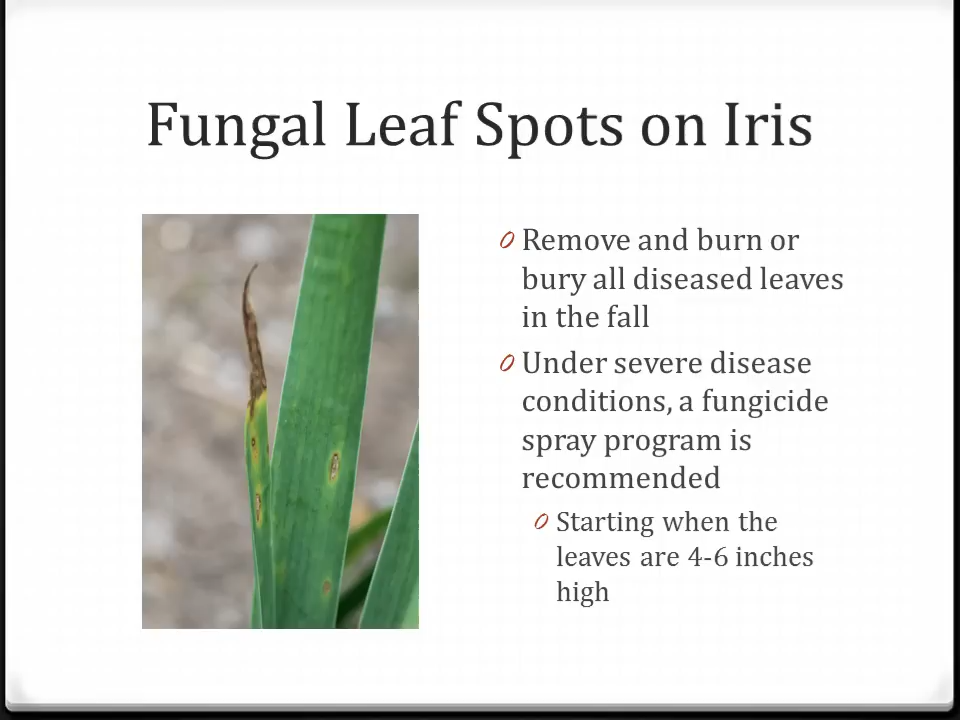 Fungal Leaf Spots on Iris
Remove and burn or
bury all diseased leaves
in the fall
Under severe disease
conditions, a fungicide
spray program is
recommended
Starting when the
leaves are 4-6 inches
high